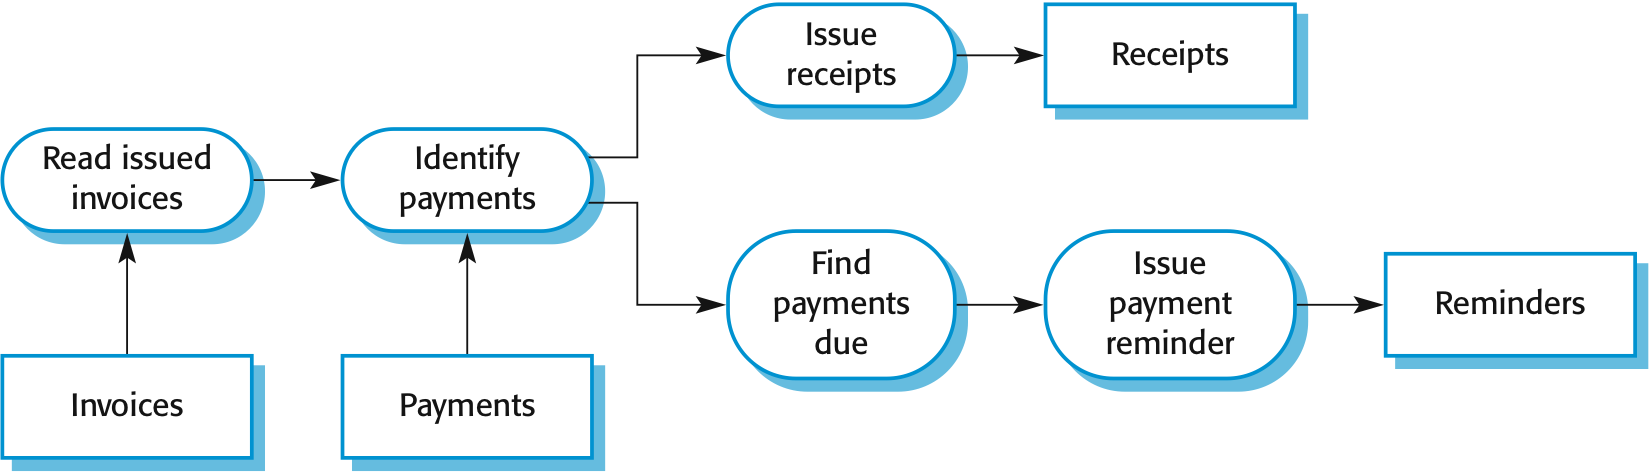 Issue
receipts
Receipts
Read issued
invoices
Identify
payments
Find
payments
due
Issue
payment
reminder
Reminders
Invoices
Payments